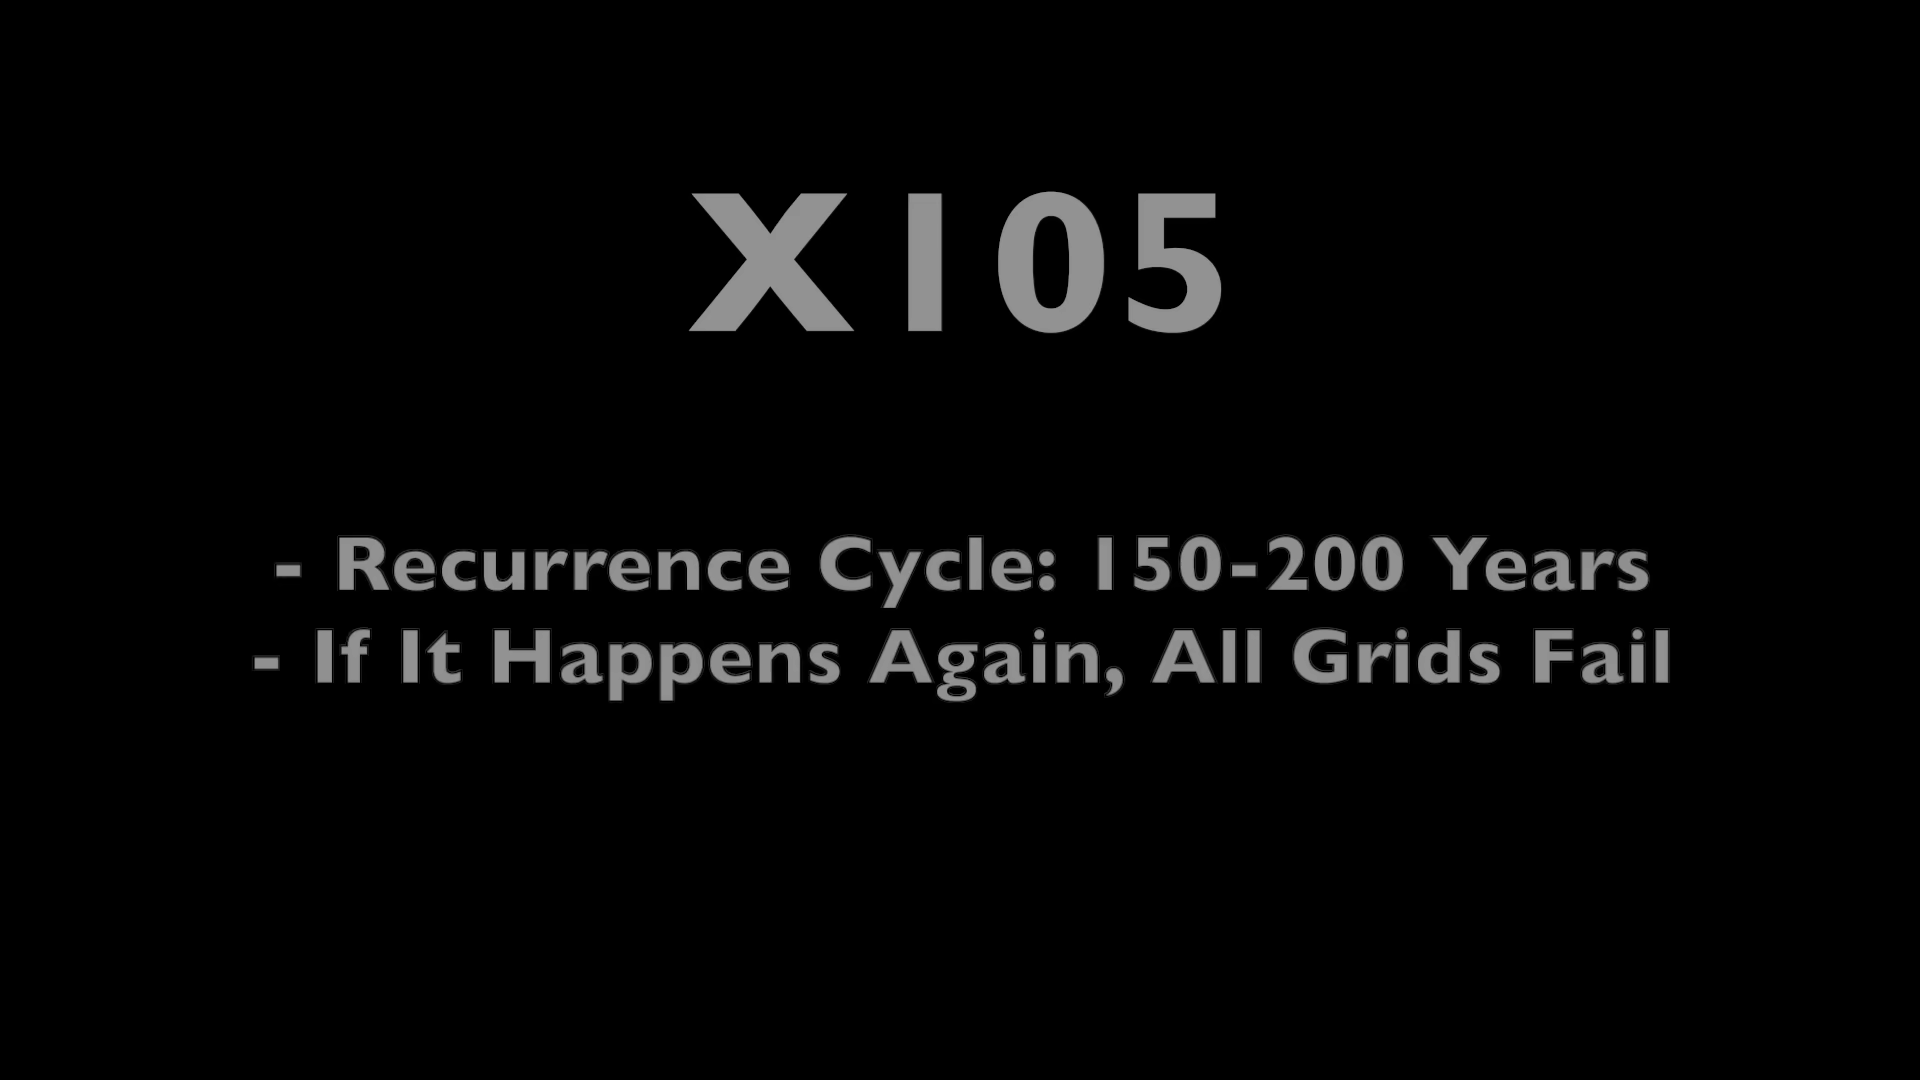 X105
- Recurrence Cycle: 150-200 Years
- If It Happens Again, All Grids Fail